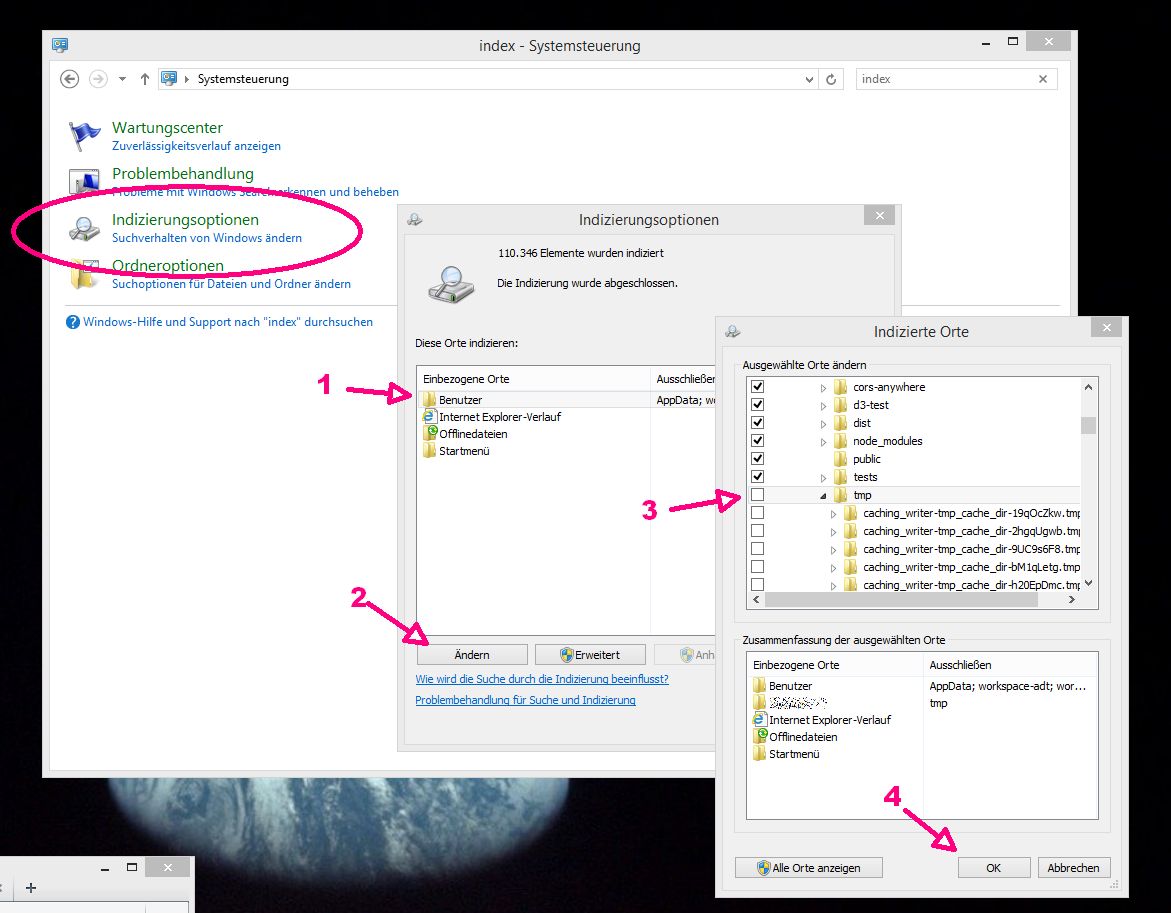 index - Systemsteuerung
Systemsteuerung
index
Wartungscenter
Zuverlässigkeitsverlauf anzeigen
Problembehandlung
Probleme mit Windows Search erkennen und beheben
Indizierungsoptionen
Suchverhalten von Windows ändern
Ordneroptionen
Suchoptionen für Dateien und Ordner ändern
Windows-Hilfe und Support nach "index" durchsuchen
Indizierungsoptionen
110.346 Elemente wurden indiziert
Die Indizierung wurde abgeschlossen.
Diese Orte indizieren:
Einbezogene Orte Ausschließen
1
Benutzer AppData; wo
Internet Explorer-Verlauf
Offlinedateien
Startmenü
2
Ändern Erweitert Anh
Wie wird die Suche durch die Indizierung beeinflusst?
Problembehandlung für Suche und Indizierung
Indizierte Orte
Ausgewählte Orte ändern
cors-anywhere
d3-test
dist
node_modules
public
tests
3
tmp
caching_writer-tmp_cache_dir-19qOcZkw.tmp
caching_writer-tmp_cache_dir-2hgqUgwb.tmp
caching_writer-tmp_cache_dir-9UC9s6F8.tmp
caching_writer-tmp_cache_dir-bM1qLetg.tmp
caching_writer-tmp_cache_dir-h20EpDmc.tmp
Zusammenfassung der ausgewählten Orte
Einbezogene Orte Ausschließen
Benutzer AppData; workspace-adt; wor...
tmp
Internet Explorer-Verlauf
Offlinedateien
Startmenü
4
Alle Orte anzeigen OK Abbrechen